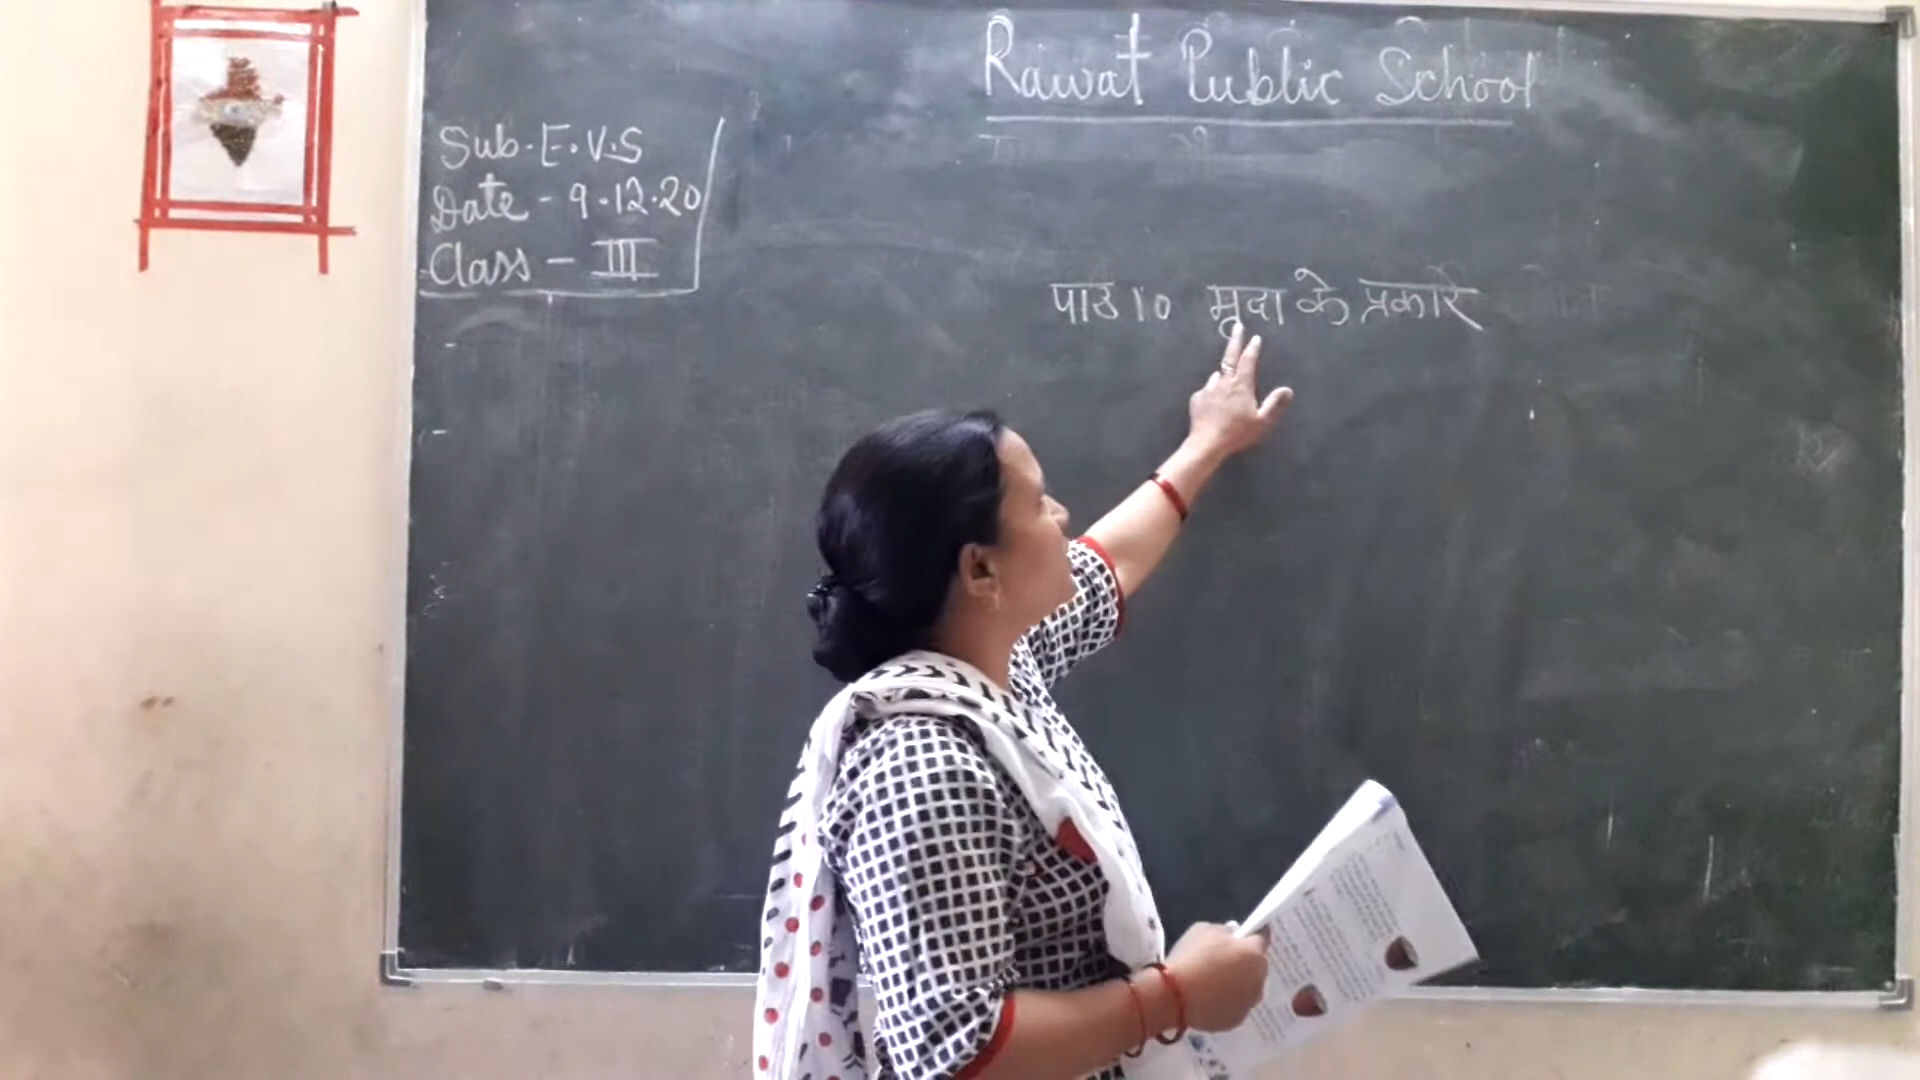 Rawat Public School
Sub. E.V.S
Date - 9.12.20
Class - III
पाठ 10 मृदा के प्रकार